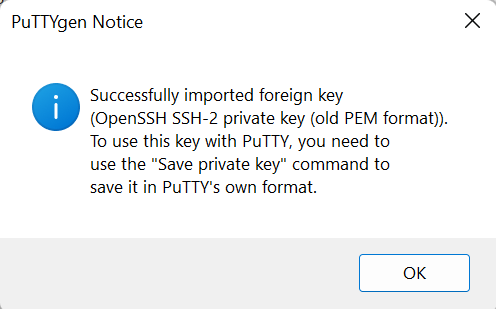 PuTTYgen Notice
Successfully imported foreign key
(OpenSSH SSH-2 private key (old PEM format)).
To use this key with PuTTY, you need to
use the "Save private key" command to
save it in PuTTY's own format.
OK